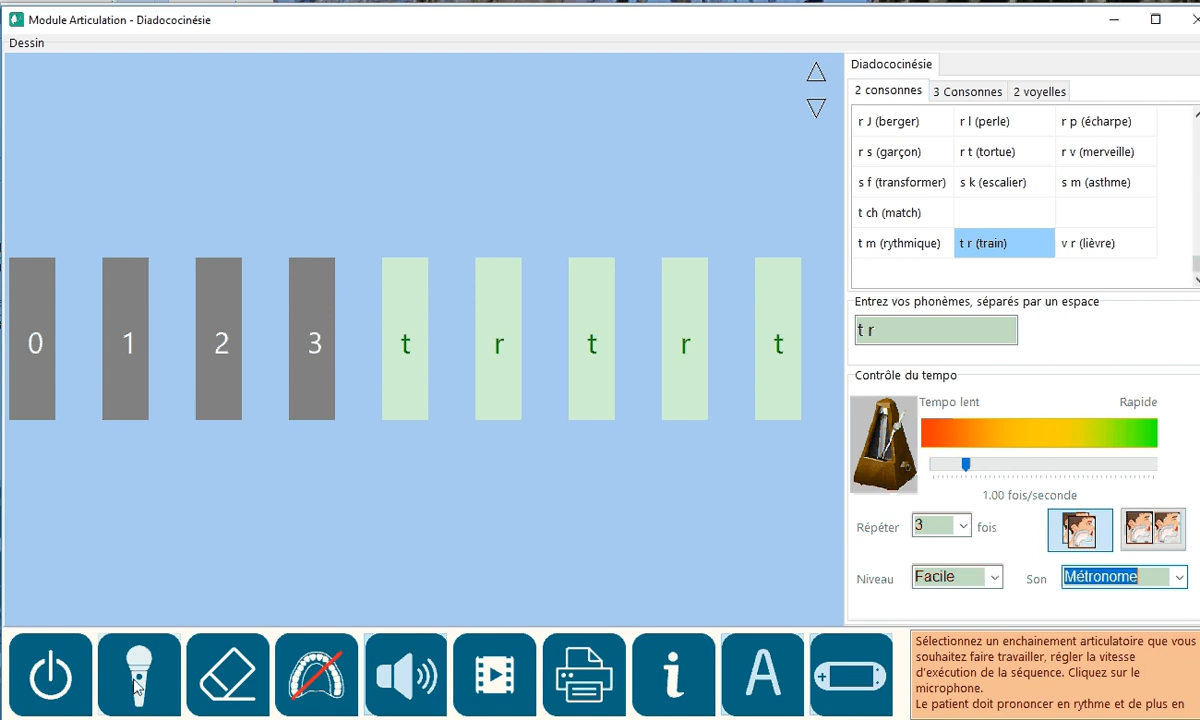 Module Articulation - Diadococinésie
Dessin
0 1 2 3 t r t r t
Diadococinésie
2 consonnes 3 Consonnes 2 voyelles
r J (berger) r l (perle) r p (écharpe)
r s (garçon) r t (tortue) r v (merveille)
s f (transformer) s k (escalier) s m (asthme)
t ch (match)
t m (rythmique) t r (train) v r (lièvre)
Entrez vos phonèmes, séparés par un espace
t r
Contrôle du tempo
Tempo lent Rapide
1.00 fois/seconde
Répéter 3 fois
Niveau Facile Son Métronome
i A
Sélectionnez un enchainement articulatoire que vous
souhaitez faire travailler, régler la vitesse
d'exécution de la séquence. Cliquez sur le
microphone.
Le patient doit prononcer en rythme et de plus en